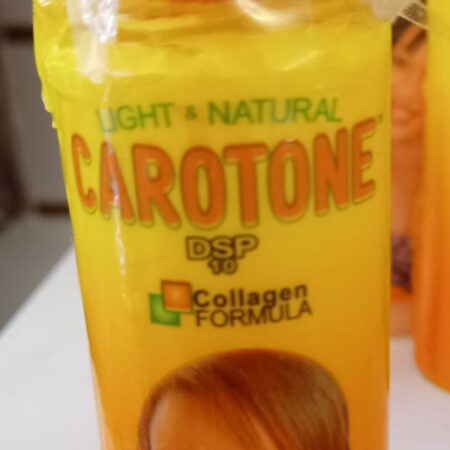 LIGHT & NATURAL
CAROTONE
DSP
10
Collagen
FORMULA